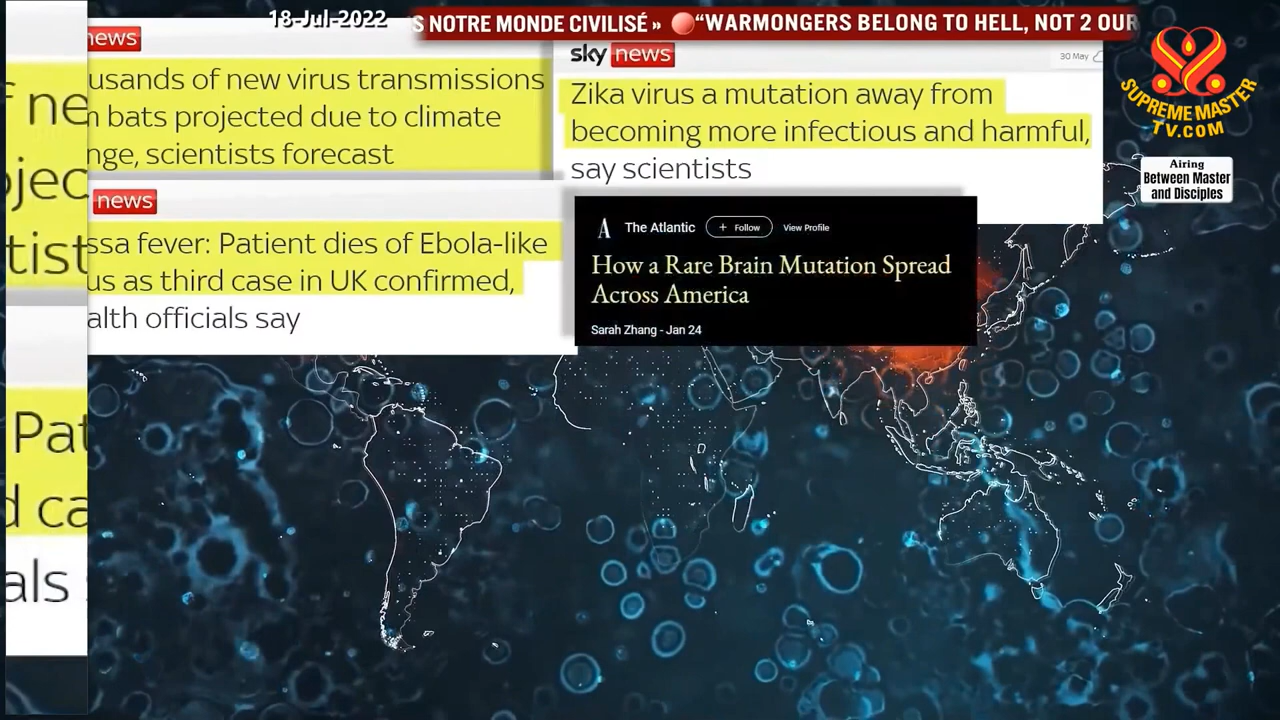 18-Jul-2022
S NOTRE MONDE CIVILISÉ » 🔴“WARMONGERS BELONG TO HELL, NOT 2 OUR
SUPREME MASTER
TV.COM
Airing
Between Master
and Disciples
news
usands of new virus transmissions
n bats projected due to climate
nge, scientists forecast
sky news
30 May
Zika virus a mutation away from
becoming more infectious and harmful,
say scientists
news
ssa fever: Patient dies of Ebola-like
us as third case in UK confirmed,
alth officials say
A The Atlantic + Follow View Profile
How a Rare Brain Mutation Spread
Across America
Sarah Zhang - Jan 24
f ne
ojec
tist
Pat
d ca
als